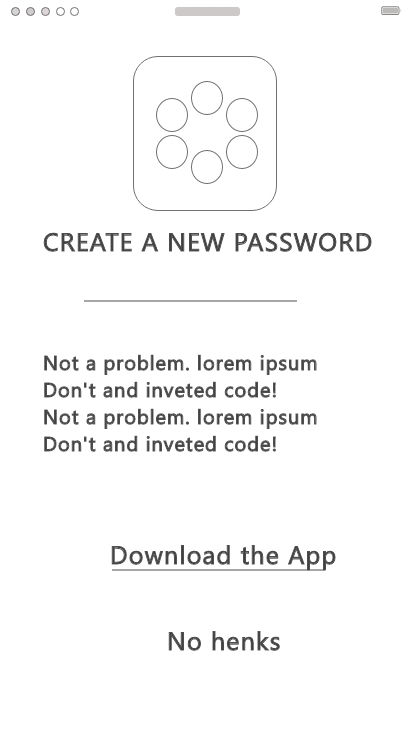 CREATE A NEW PASSWORD
Not a problem. lorem ipsum
Don't and inveted code!
Not a problem. lorem ipsum
Don't and inveted code!
Download the App
No henks